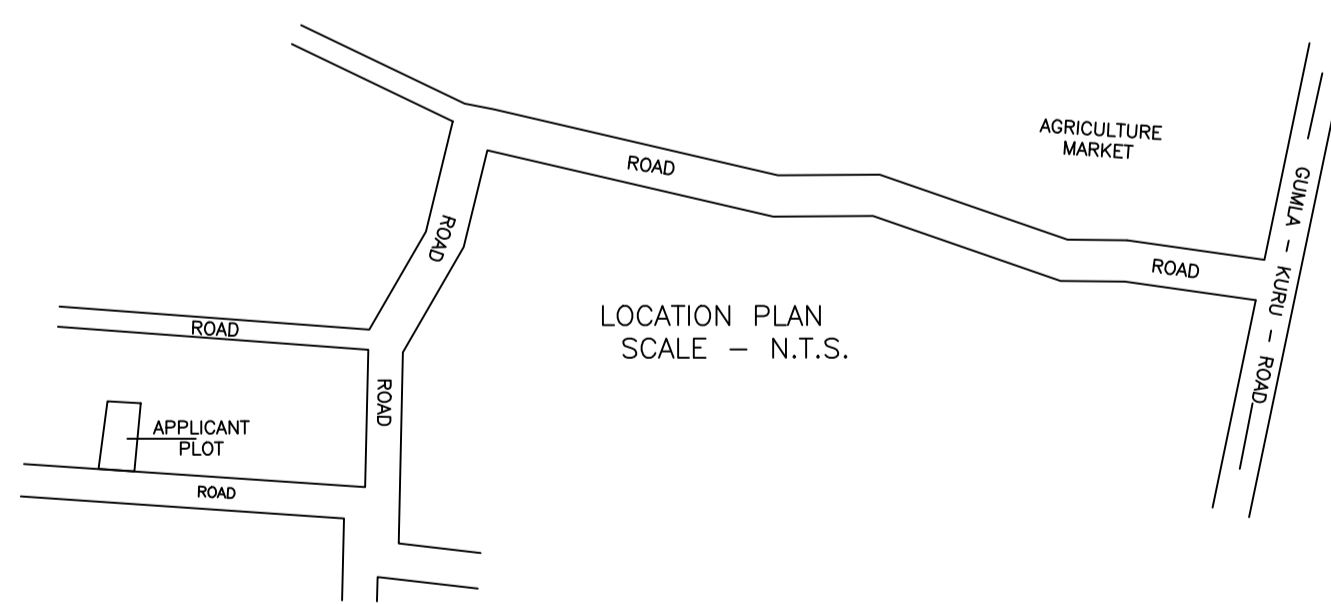 AGRICULTURE
MARKET
ROAD
GUMLA – KURU – ROAD
ROAD
ROAD
LOCATION PLAN
SCALE – N.T.S.
ROAD
ROAD
APPLICANT
PLOT
ROAD